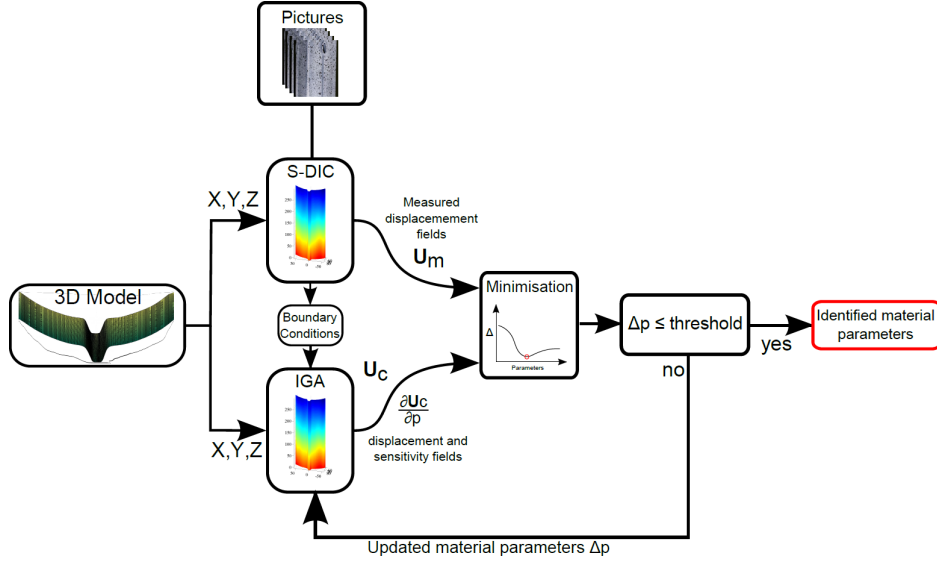 Pictures
S-DIC
X,Y,Z
Measured
displacemement
fields
Um
3D Model
Boundary
Conditions
Minimisation
Δ
Parameters
Δp ≤ threshold
yes
no
Identified material
parameters
IGA
X,Y,Z
Uc
∂Uc
∂p
displacement and
sensitivity fields
Updated material parameters Δp